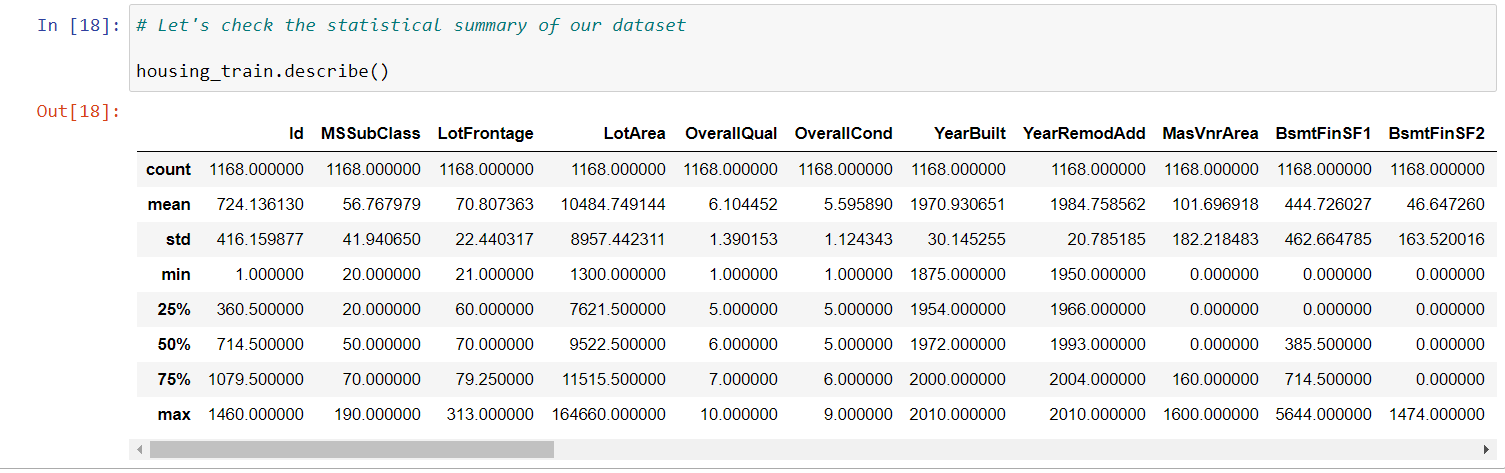 In [18]: # Let's check the statistical summary of our dataset
housing_train.describe()
Out[18]:
Id MSSubClass LotFrontage LotArea OverallQual OverallCond YearBuilt YearRemodAdd MasVnrArea BsmtFinSF1 BsmtFinSF2
count 1168.000000 1168.000000 1168.000000 1168.000000 1168.000000 1168.000000 1168.000000 1168.000000 1168.000000 1168.000000 1168.000000
mean 724.136130 56.767979 70.807363 10484.749144 6.104452 5.595890 1970.930651 1984.758562 101.696918 444.726027 46.647260
std 416.159877 41.940650 22.440317 8957.442311 1.390153 1.124343 30.145255 20.785185 182.218483 462.664785 163.520016
min 1.000000 20.000000 21.000000 1300.000000 1.000000 1.000000 1875.000000 1950.000000 0.000000 0.000000 0.000000
25% 360.500000 20.000000 60.000000 7621.500000 5.000000 5.000000 1954.000000 1966.000000 0.000000 0.000000 0.000000
50% 714.500000 50.000000 70.000000 9522.500000 6.000000 5.000000 1972.000000 1993.000000 0.000000 385.500000 0.000000
75% 1079.500000 70.000000 79.250000 11515.500000 7.000000 6.000000 2000.000000 2004.000000 160.000000 714.500000 0.000000
max 1460.000000 190.000000 313.000000 164660.000000 10.000000 9.000000 2010.000000 2010.000000 1600.000000 5644.000000 1474.000000